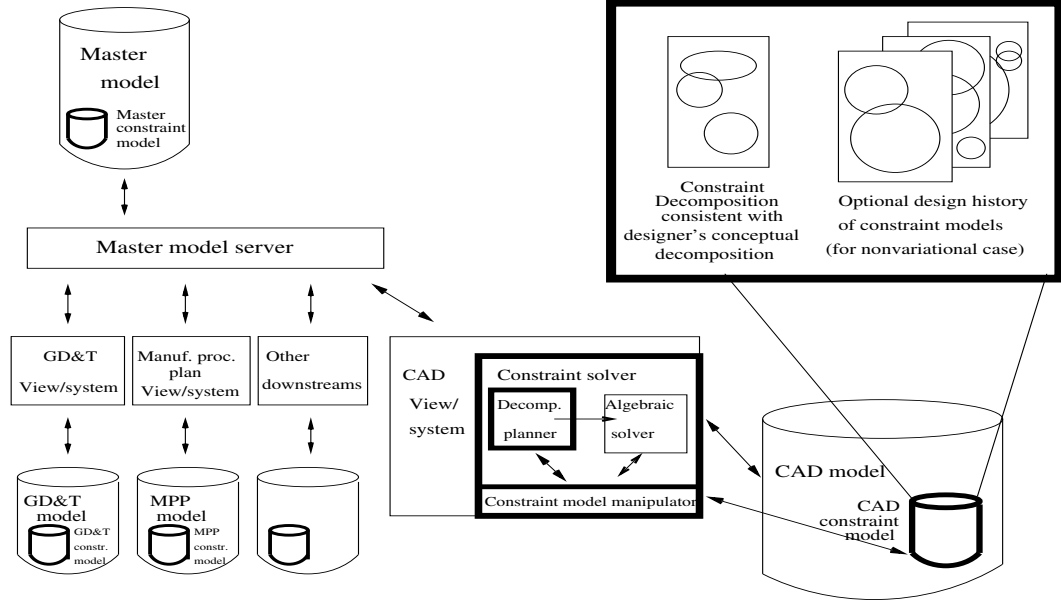 Master
model
Master
constraint
model
Master model server
GD&T
View/system
Manuf. proc.
plan
View/system
Other
downstreams
GD&T
model
GD&T
constr.
model
MPP
model
MPP
constr.
model
CAD
View/
system
Constraint solver
Decomp.
planner
Algebraic
solver
Constraint model manipulator
Constraint
Decomposition
consistent with
designer's conceptual
decomposition
Optional design history
of constraint models
(for nonvariational case)
CAD model
CAD
constraint
model